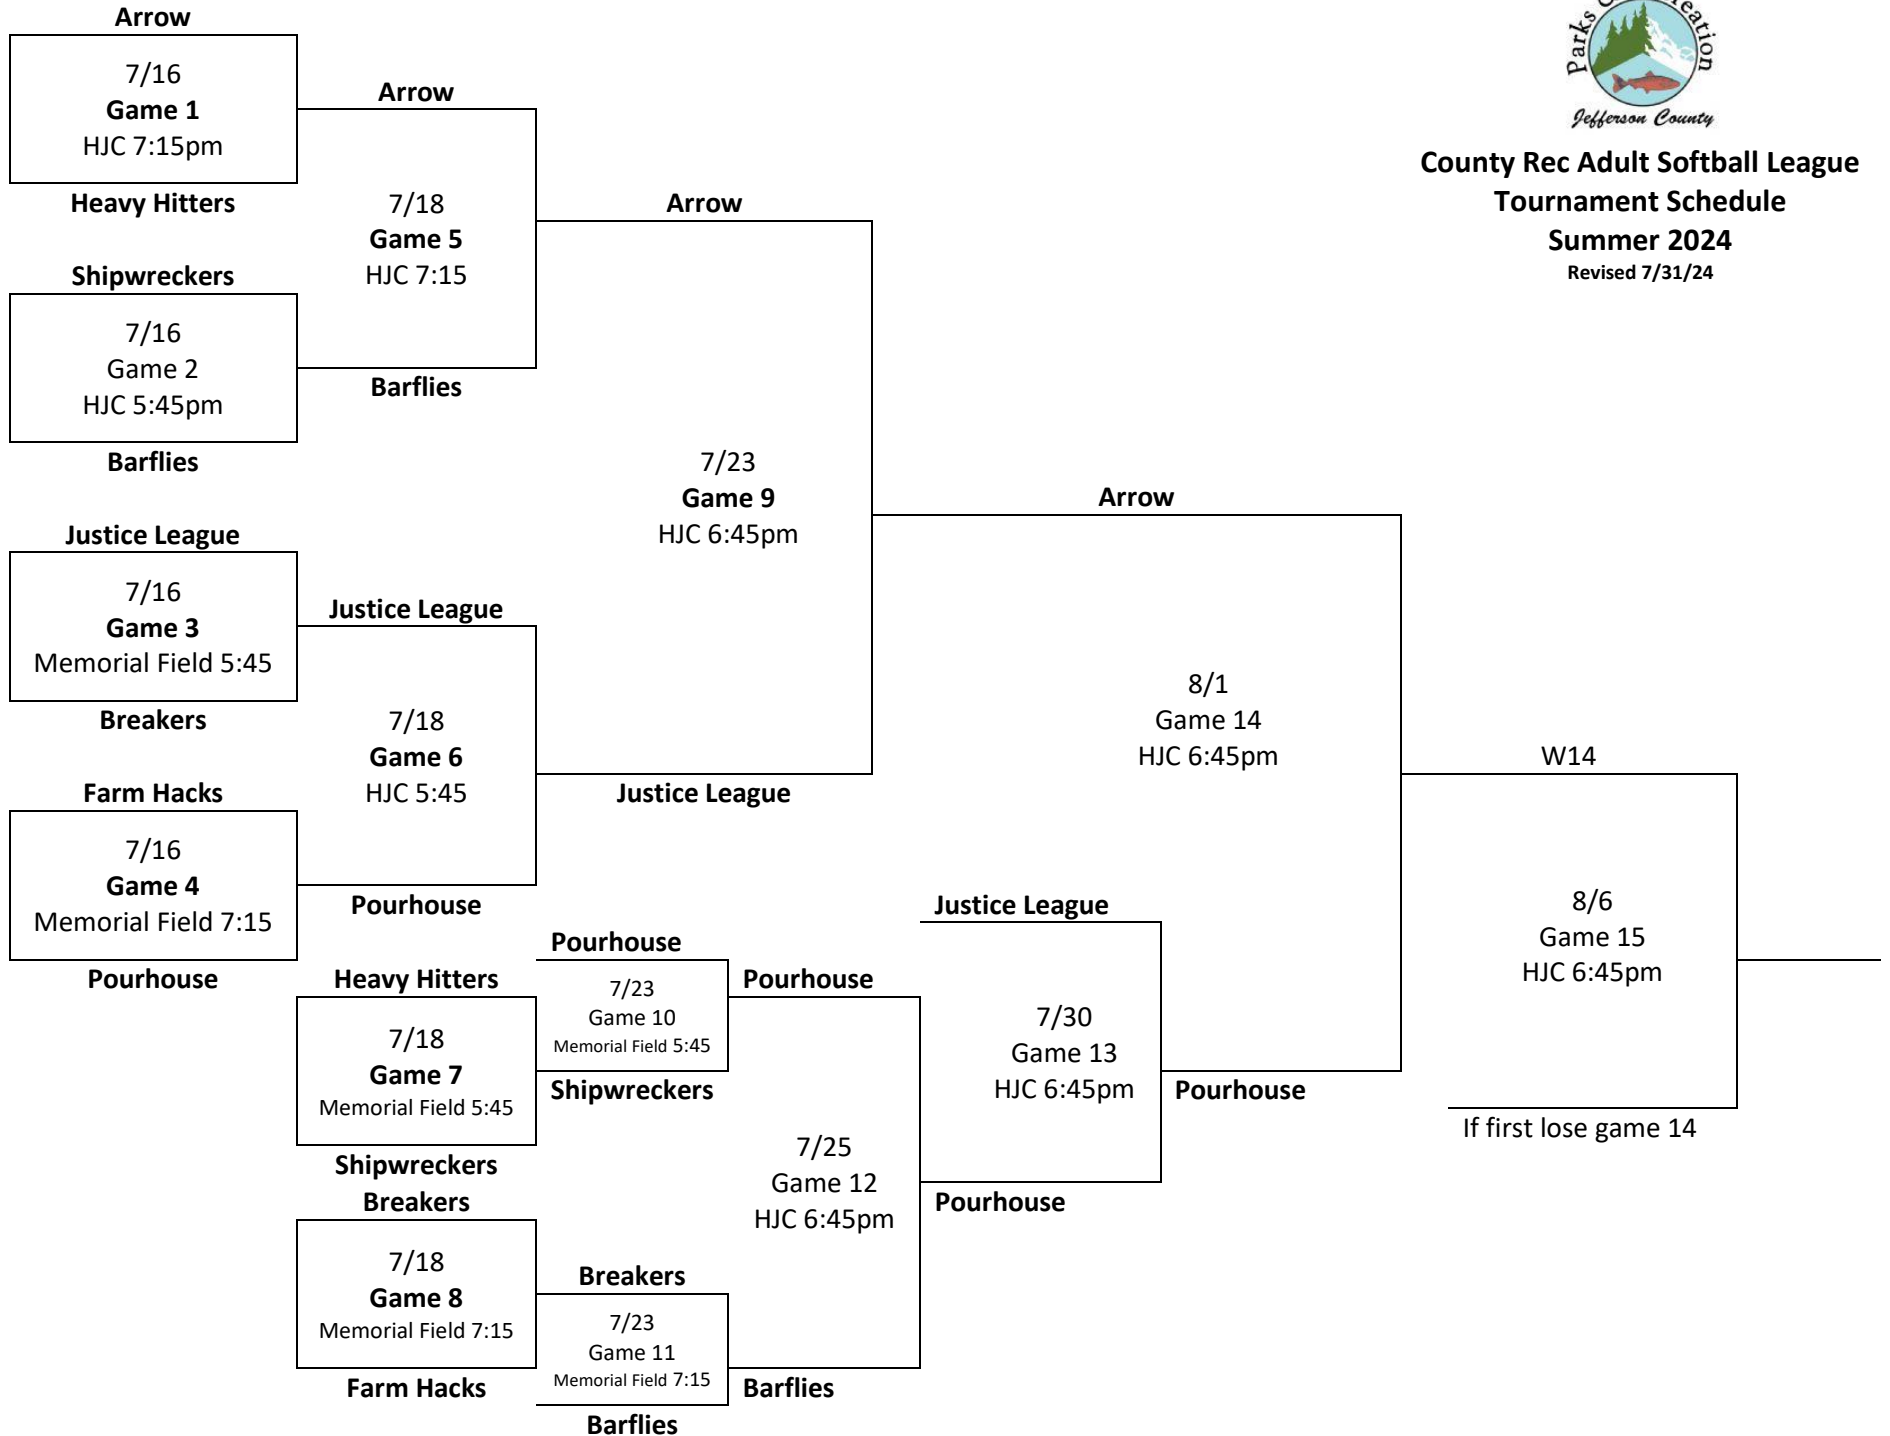 Arrow
7/16
Game 1
HJC 7:15pm
Heavy Hitters
Shipwreckers
7/16
Game 2
HJC 5:45pm
Barflies
Justice League
7/16
Game 3
Memorial Field 5:45
Breakers
Farm Hacks
7/16
Game 4
Memorial Field 7:15
Pourhouse
Arrow
7/18
Game 5
HJC 7:15
Barflies
Justice League
7/18
Game 6
HJC 5:45
Pourhouse
Heavy Hitters
7/18
Game 7
Memorial Field 5:45
Shipwreckers
Breakers
7/18
Game 8
Memorial Field 7:15
Farm Hacks
Arrow
7/23
Game 9
HJC 6:45pm
Justice League
Pourhouse
7/23
Game 10
Memorial Field 5:45
Shipwreckers
Breakers
7/23
Game 11
Memorial Field 7:15
Barflies
Pourhouse
7/25
Game 12
HJC 6:45pm
Barflies
Justice League
7/30
Game 13
HJC 6:45pm
Pourhouse
Arrow
8/1
Game 14
HJC 6:45pm
Pourhouse
W14
8/6
Game 15
HJC 6:45pm
If first lose game 14
Parks
Jefferson County
County Rec Adult Softball League
Tournament Schedule
Summer 2024
Revised 7/31/24